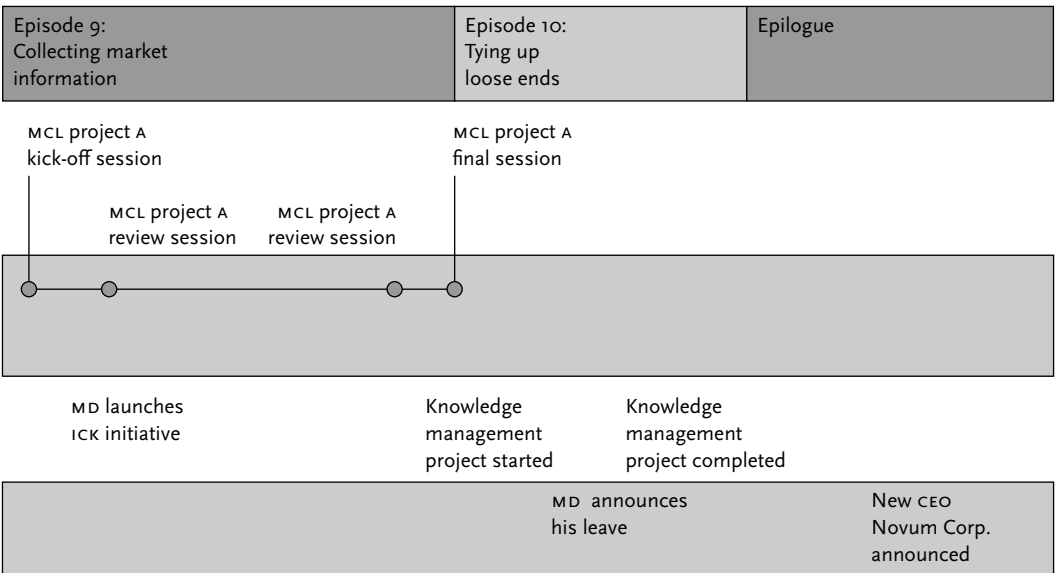 Episode 9:
Collecting market
information
Episode 10:
Tying up
loose ends
Epilogue
MCL project A
kick-off session
MCL project A
final session
MCL project A
review session
MCL project A
review session
MD launches
ICK initiative
Knowledge
management
project started
Knowledge
management
project completed
MD announces
his leave
New CEO
Novum Corp.
announced